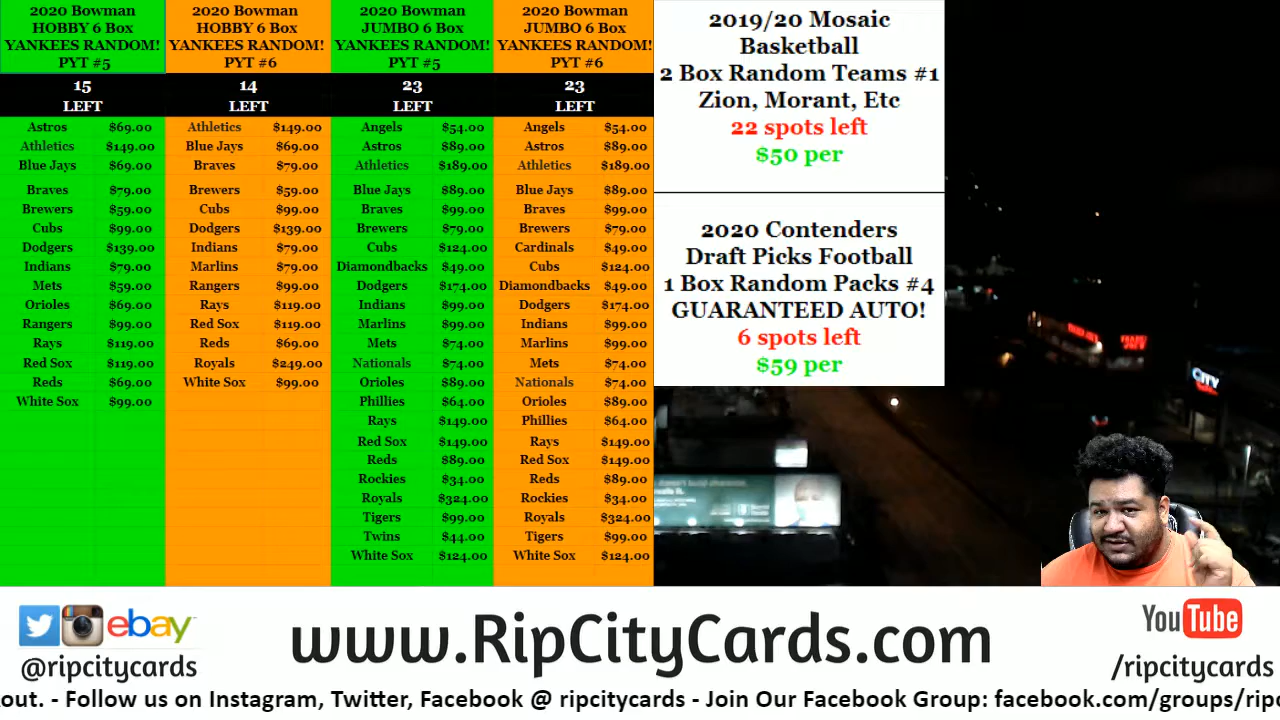 2020 Bowman
HOBBY 6 Box
YANKEES RANDOM!
PYT #5
15
LEFT
Astros $69.00
Athletics $149.00
Blue Jays $69.00
Braves $79.00
Brewers $59.00
Cubs $99.00
Dodgers $139.00
Indians $79.00
Mets $59.00
Orioles $69.00
Rangers $99.00
Rays $119.00
Red Sox $119.00
Reds $69.00
White Sox $99.00
2020 Bowman
HOBBY 6 Box
YANKEES RANDOM!
PYT #6
14
LEFT
Athletics $149.00
Blue Jays $69.00
Braves $79.00
Brewers $59.00
Cubs $99.00
Dodgers $139.00
Indians $79.00
Marlins $79.00
Rangers $99.00
Rays $119.00
Red Sox $119.00
Reds $69.00
Royals $249.00
White Sox $99.00
2020 Bowman
JUMBO 6 Box
YANKEES RANDOM!
PYT #5
23
LEFT
Angels $54.00
Astros $89.00
Athletics $189.00
Blue Jays $89.00
Braves $99.00
Brewers $79.00
Cubs $124.00
Diamondbacks $49.00
Dodgers $174.00
Indians $99.00
Marlins $99.00
Mets $74.00
Nationals $74.00
Orioles $89.00
Phillies $64.00
Rays $149.00
Red Sox $149.00
Reds $89.00
Rockies $34.00
Royals $324.00
Tigers $99.00
Twins $44.00
White Sox $124.00
2020 Bowman
JUMBO 6 Box
YANKEES RANDOM!
PYT #6
23
LEFT
Angels $54.00
Astros $89.00
Athletics $189.00
Blue Jays $89.00
Braves $99.00
Brewers $79.00
Cardinals $49.00
Cubs $124.00
Diamondbacks $49.00
Dodgers $174.00
Indians $99.00
Marlins $99.00
Mets $74.00
Nationals $74.00
Orioles $89.00
Phillies $64.00
Rays $149.00
Red Sox $149.00
Reds $89.00
Rockies $34.00
Royals $324.00
Tigers $99.00
White Sox $124.00
2019/20 Mosaic
Basketball
2 Box Random Teams #1
Zion, Morant, Etc
22 spots left
$50 per
2020 Contenders
Draft Picks Football
1 Box Random Packs #4
GUARANTEED AUTO!
6 spots left
$59 per
CITY
ebay
@ripcitycards
www.RipCityCards.com
YouTube
/ripcitycards
out. - Follow us on Instagram, Twitter, Facebook @ ripcitycards - Join Our Facebook Group: facebook.com/groups/ripc